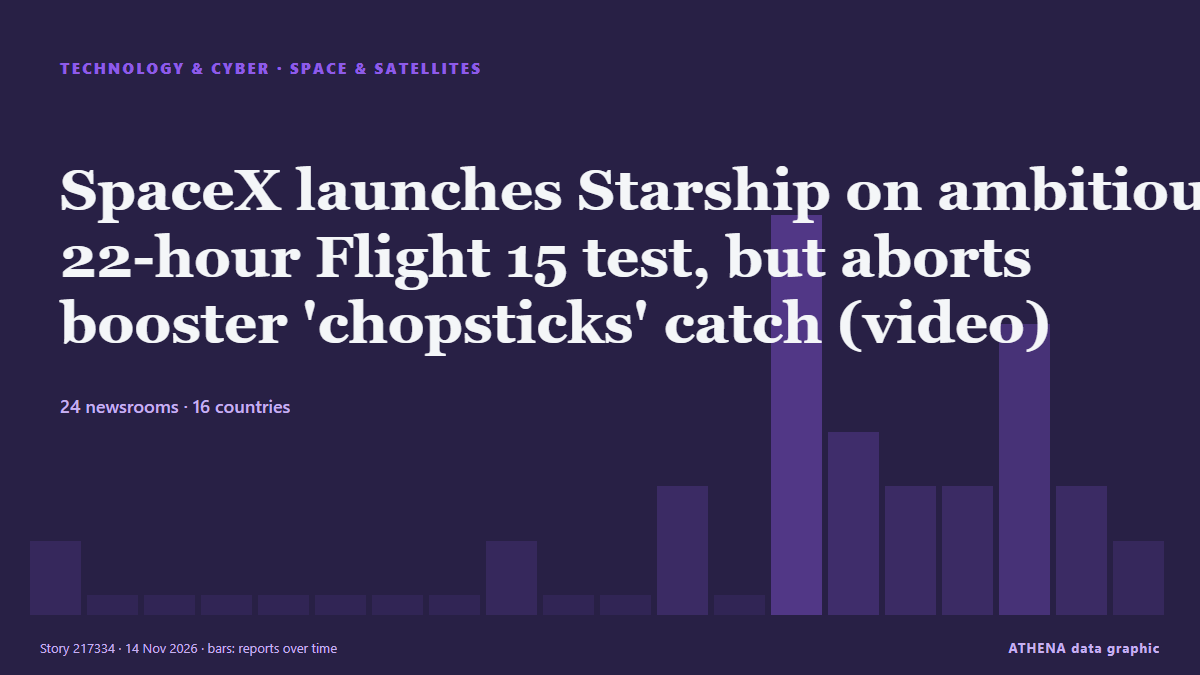 TECHNOLOGY & CYBER · SPACE & SATELLITES
SpaceX launches Starship on ambitiou
22-hour Flight 15 test, but aborts
booster 'chopsticks' catch (video)
24 newsrooms · 16 countries
Story 217334 · 14 Nov 2026 · bars: reports over time
ATHENA data graphic